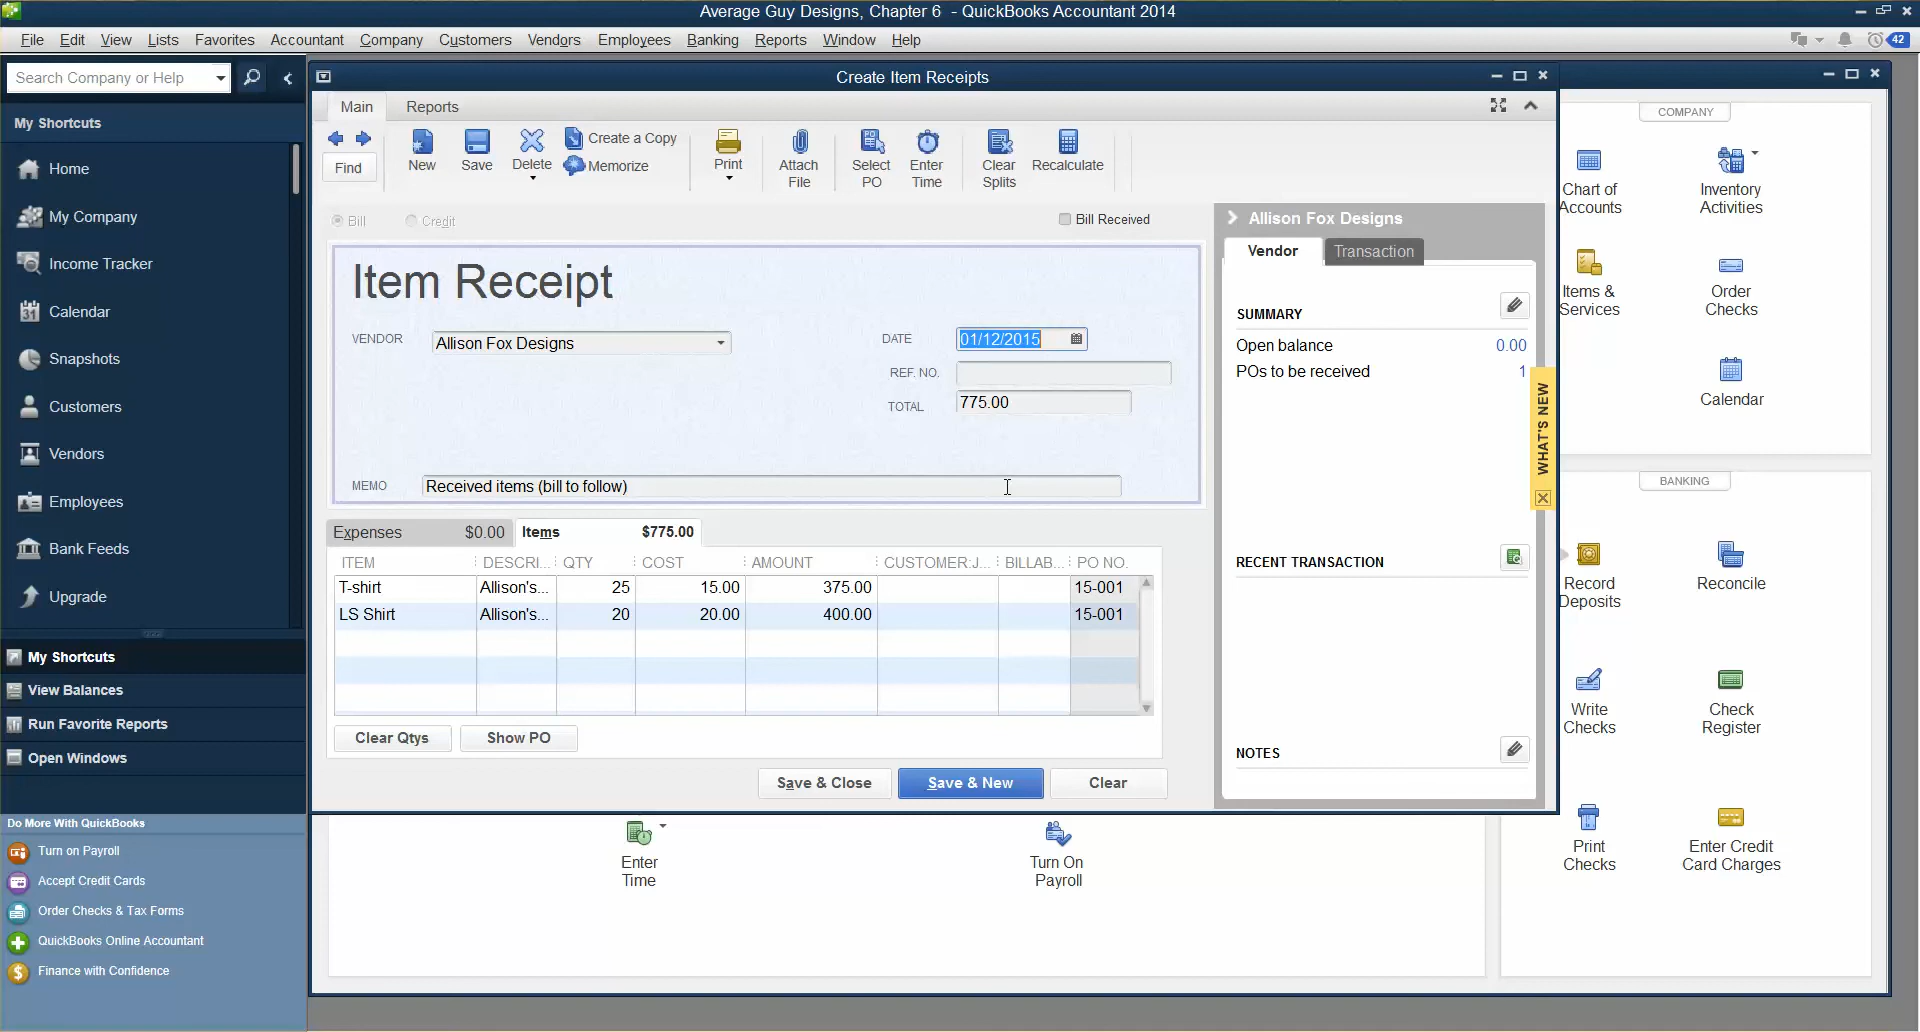 Average Guy Designs, Chapter 6 - QuickBooks Accountant 2014
File Edit View Lists Favorites Accountant Company Customers Vendors Employees Banking Reports Window Help
42
Search Company or Help
My Shortcuts
Home
My Company
Income Tracker
31
Calendar
Snapshots
Customers
Vendors
Employees
Bank Feeds
Upgrade
My Shortcuts
View Balances
Run Favorite Reports
Open Windows
Do More With QuickBooks
Turn on Payroll
Accept Credit Cards
Order Checks & Tax Forms
QuickBooks Online Accountant
Finance with Confidence
Create Item Receipts
Main Reports
Find
New
Save
Delete
Create a Copy
Memorize
Print
Attach
File
Select
PO
Enter
Time
Clear
Splits
Recalculate
Bill Credit
Bill Received
Item Receipt
VENDOR Allison Fox Designs
DATE 01/12/2015
REF. NO.
TOTAL 775.00
MEMO Received items (bill to follow)
Expenses $0.00 Items $775.00
ITEM DESCRI... QTY COST AMOUNT CUSTOMER:J... BILLAB... PO NO.
T-shirt Allison's... 25 15.00 375.00 15-001
LS Shirt Allison's... 20 20.00 400.00 15-001
Clear Qtys Show PO
Save & Close Save & New Clear
Allison Fox Designs
Vendor Transaction
SUMMARY
Open balance 0.00
POs to be received 1
RECENT TRANSACTION
NOTES
WHAT'S NEW
COMPANY
Chart of
Accounts
Inventory
Activities
Items &
Services
Order
Checks
Calendar
BANKING
Record
Deposits
Reconcile
Write
Checks
Check
Register
Print
Checks
Enter Credit
Card Charges
Enter
Time
Turn On
Payroll